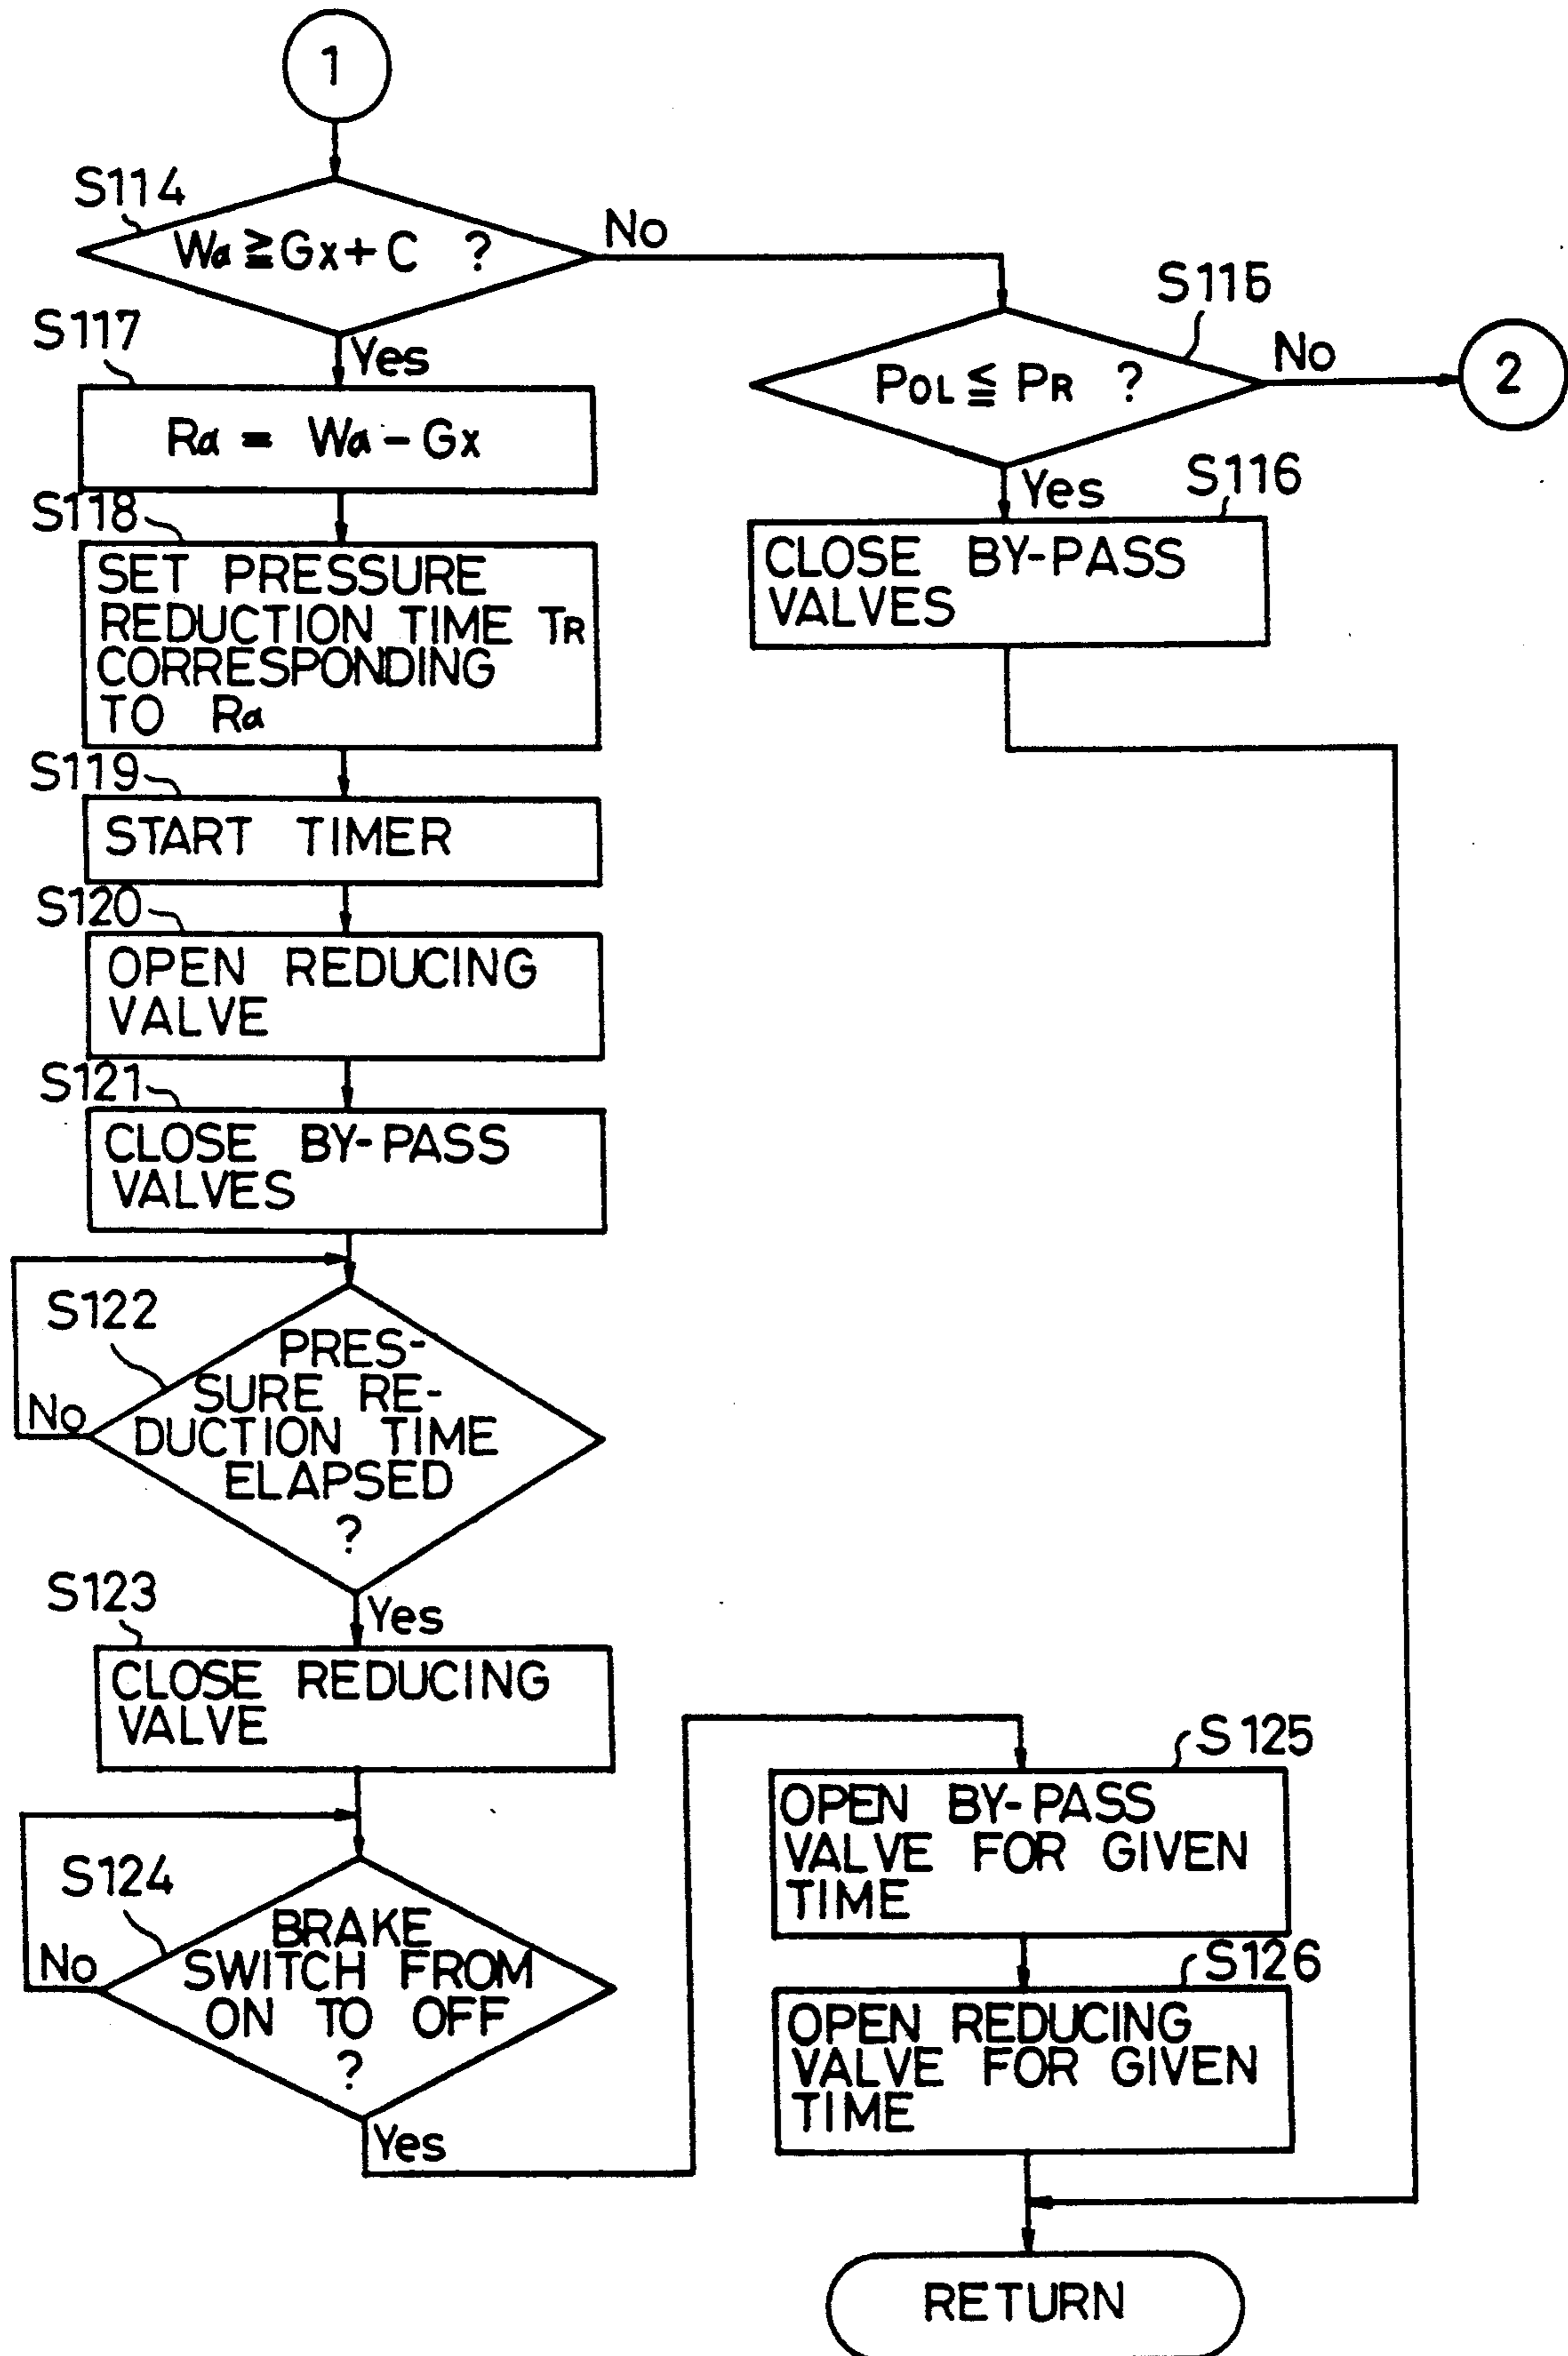 1
S114
Wα ≧ Gx + C ?
No
Yes
S115
POL ≦ PR ?
No
2
Yes
S116
CLOSE BY-PASS
VALVES
S117
Rα = Wα - Gx
S118
SET PRESSURE
REDUCTION TIME TR
CORRESPONDING
TO Rα
S119
START TIMER
S120
OPEN REDUCING
VALVE
S121
CLOSE BY-PASS
VALVES
S122
PRES-
SURE RE-
DUCTION TIME
ELAPSED
?
No
Yes
S123
CLOSE REDUCING
VALVE
S124
BRAKE
SWITCH FROM
ON TO OFF
?
No
Yes
S125
OPEN BY-PASS
VALVE FOR GIVEN
TIME
S126
OPEN REDUCING
VALVE FOR GIVEN
TIME
RETURN